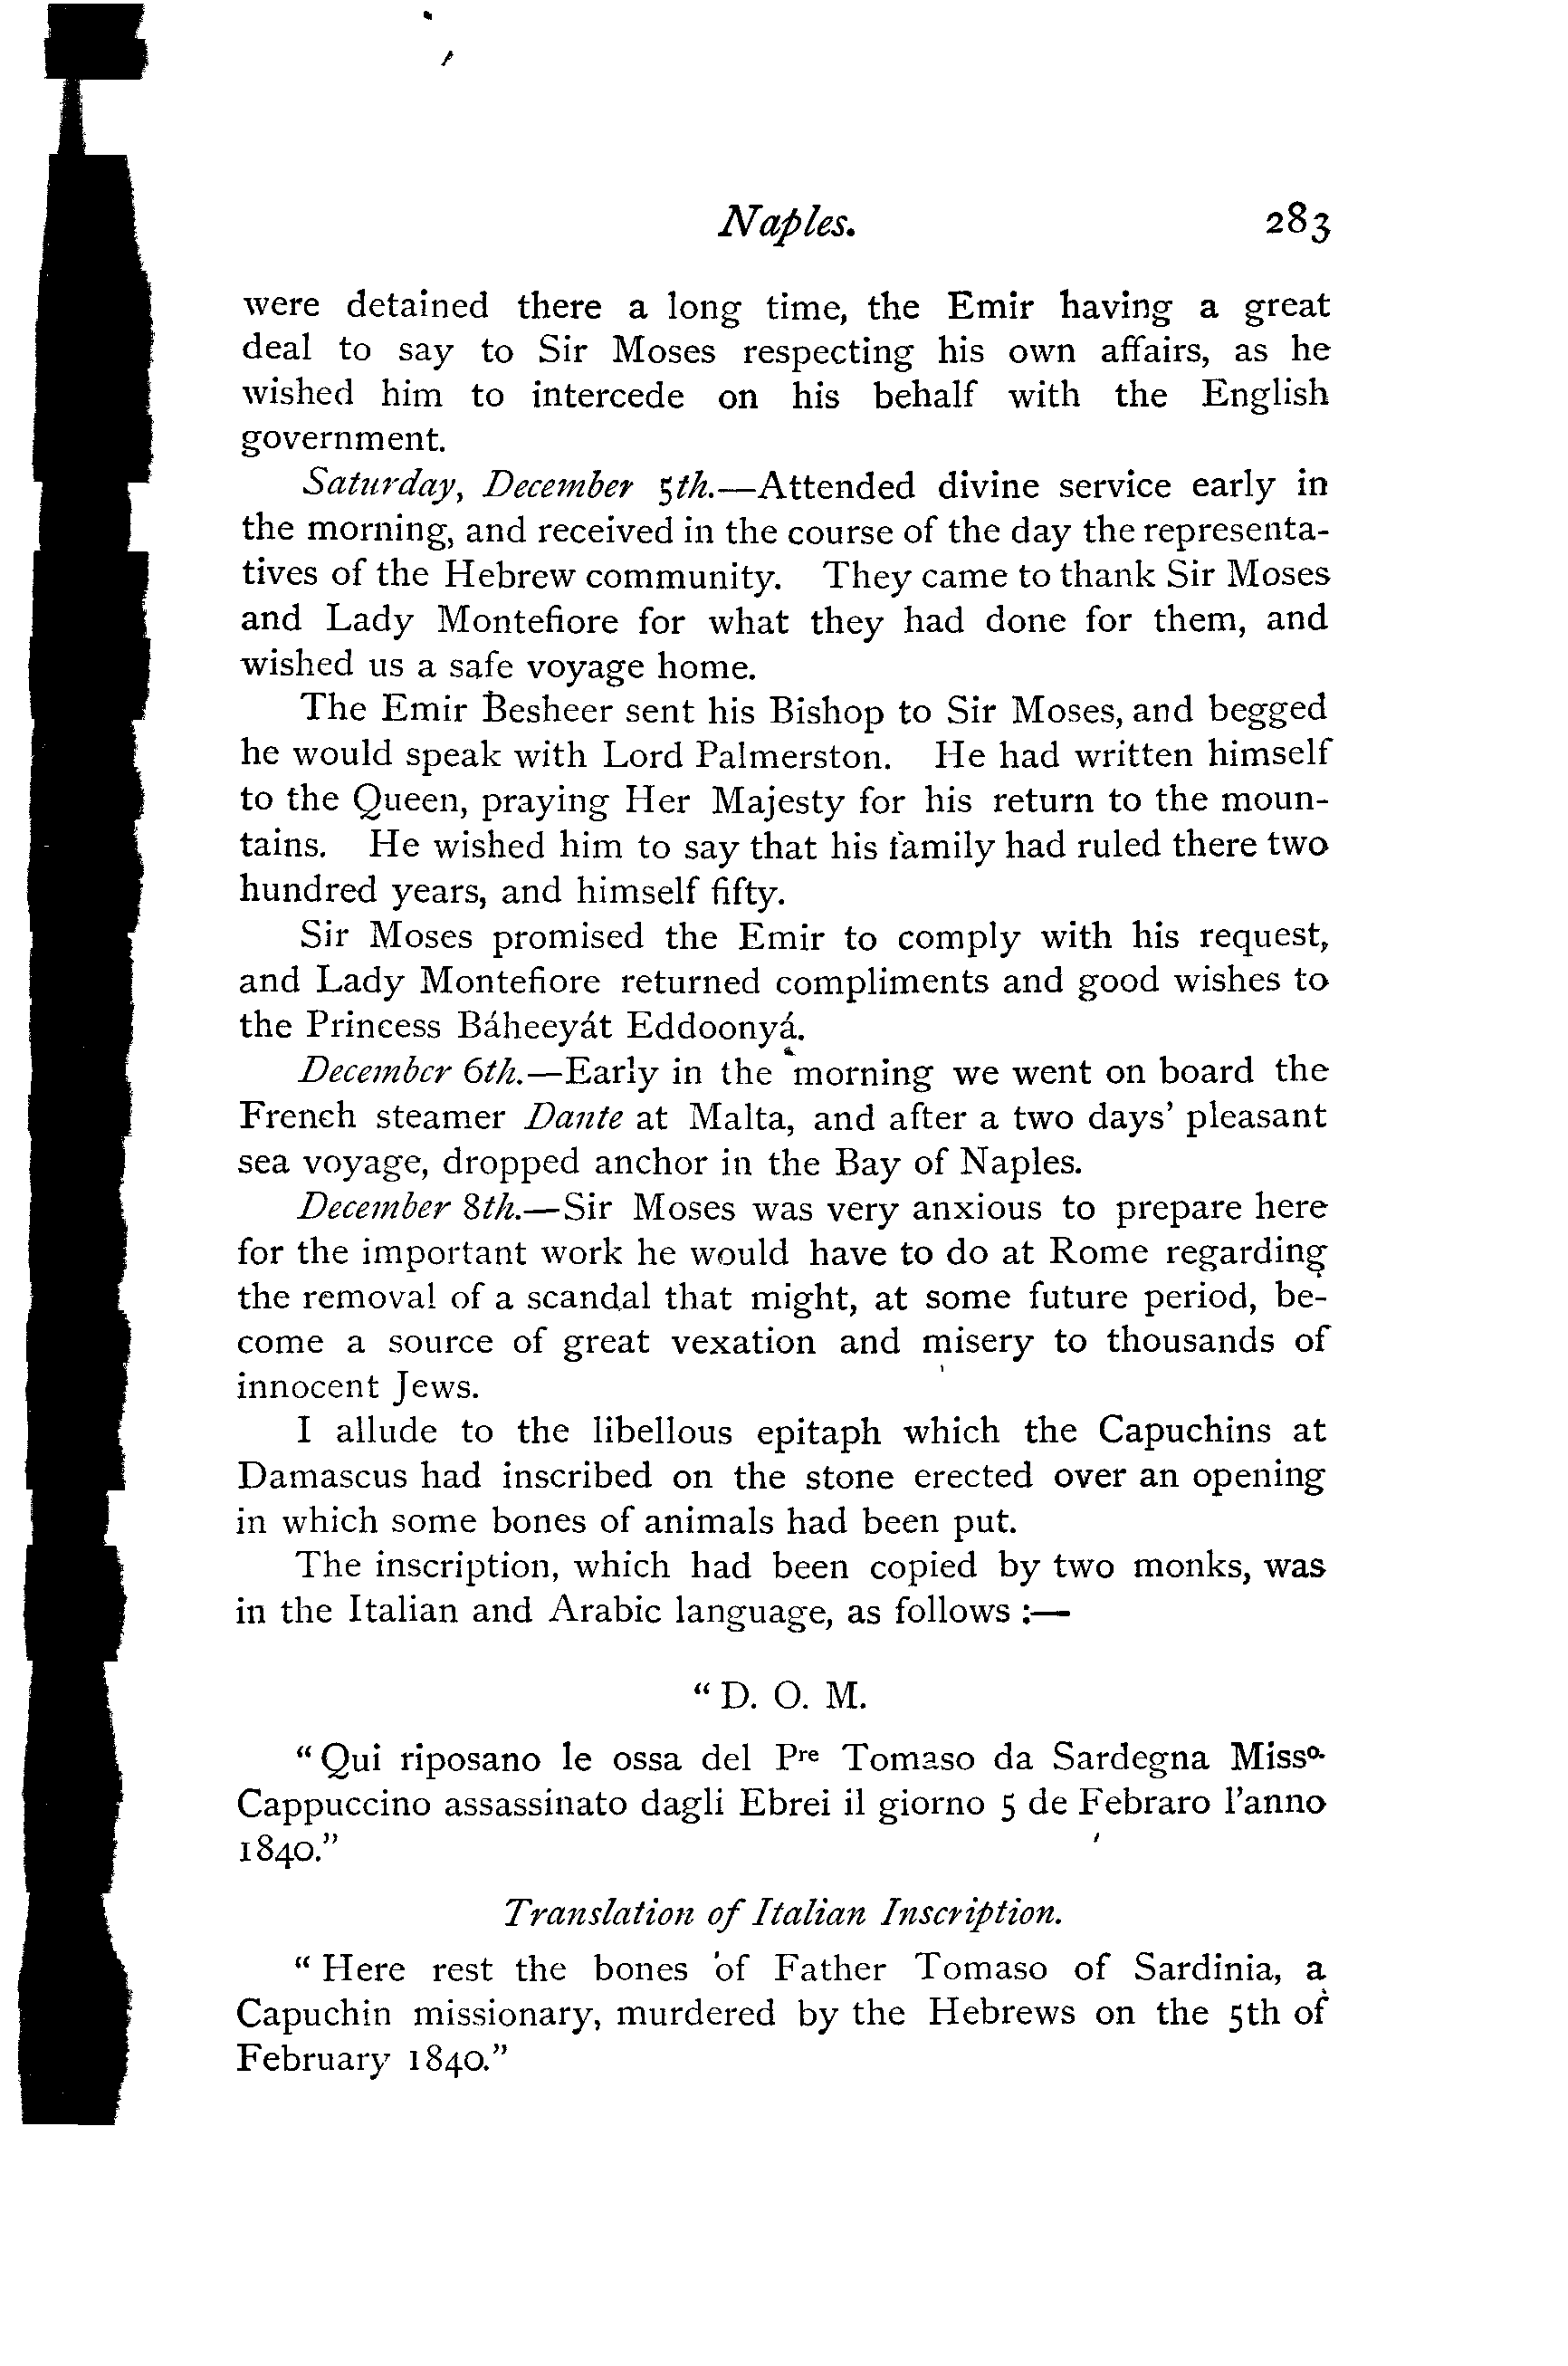 Naples. 283
were detained there a long time, the Emir having a great
deal to say to Sir Moses respecting his own affairs, as he
wished him to intercede on his behalf with the English
government.
Saturday, December 5th.—Attended divine service early in
the morning, and received in the course of the day the representa-
tives of the Hebrew community. They came to thank Sir Moses
and Lady Montefiore for what they had done for them, and
wished us a safe voyage home.
The Emir Besheer sent his Bishop to Sir Moses, and begged
he would speak with Lord Palmerston. He had written himself
to the Queen, praying Her Majesty for his return to the moun-
tains. He wished him to say that his family had ruled there two
hundred years, and himself fifty.
Sir Moses promised the Emir to comply with his request,
and Lady Montefiore returned compliments and good wishes to
the Princess Báheeyát Eddoonyá.
December 6th.—Early in the morning we went on board the
French steamer Dante at Malta, and after a two days' pleasant
sea voyage, dropped anchor in the Bay of Naples.
December 8th.—Sir Moses was very anxious to prepare here
for the important work he would have to do at Rome regarding
the removal of a scandal that might, at some future period, be-
come a source of great vexation and misery to thousands of
innocent Jews.
I allude to the libellous epitaph which the Capuchins at
Damascus had inscribed on the stone erected over an opening
in which some bones of animals had been put.
The inscription, which had been copied by two monks, was
in the Italian and Arabic language, as follows :—
"D. O. M.
"Qui riposano le ossa del Pre Tomaso da Sardegna Misso.
Cappuccino assassinato dagli Ebrei il giorno 5 de Febraro l'anno
1840."
Translation of Italian Inscription.
"Here rest the bones of Father Tomaso of Sardinia, a
Capuchin missionary, murdered by the Hebrews on the 5th of
February 1840."